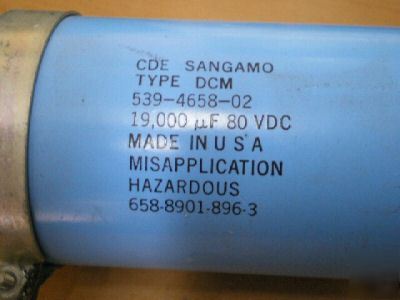 CDE SANGAMO
TYPE DCM
539-4658-02
19,000 µF 80 VDC
MADE IN U S A
MISAPPLICATION
HAZARDOUS
658-8901-896-3